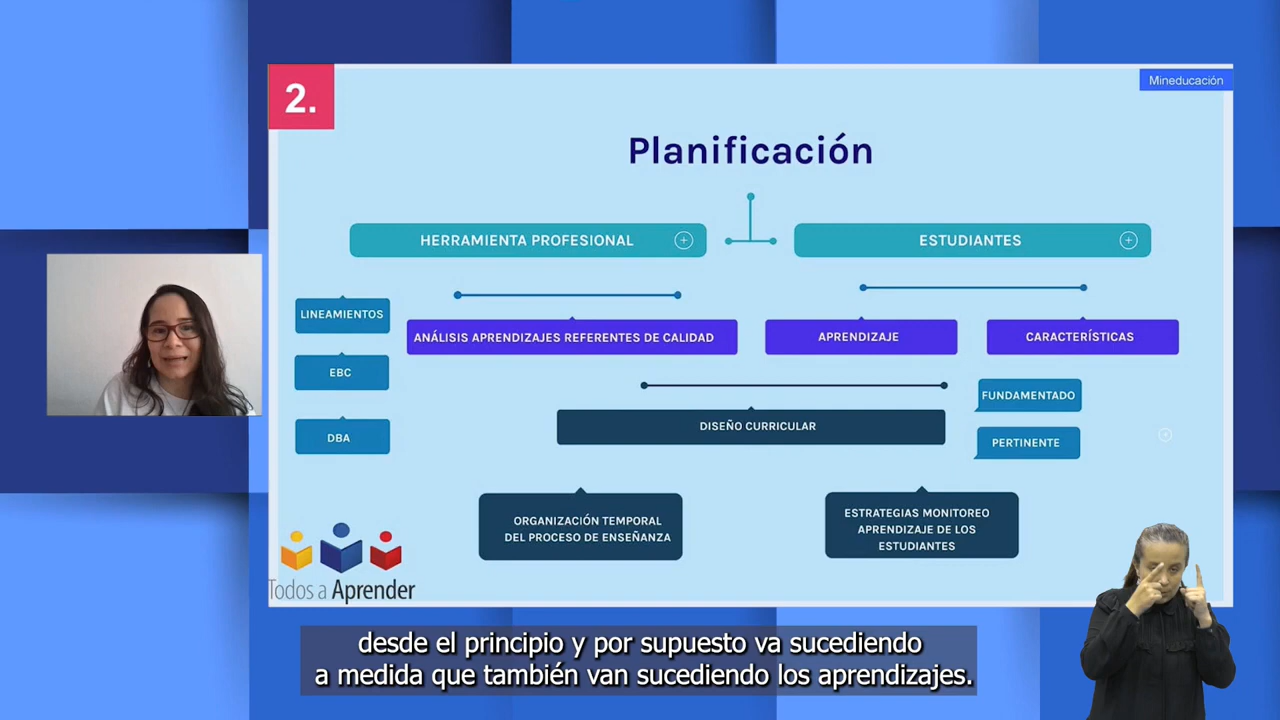 2.
Mineducación
Planificación
HERRAMIENTA PROFESIONAL
ESTUDIANTES
LINEAMIENTOS
EBC
DBA
ANÁLISIS APRENDIZAJES REFERENTES DE CALIDAD
APRENDIZAJE
CARACTERÍSTICAS
DISEÑO CURRICULAR
FUNDAMENTADO
PERTINENTE
ORGANIZACIÓN TEMPORAL
DEL PROCESO DE ENSEÑANZA
ESTRATEGIAS MONITOREO
APRENDIZAJE DE LOS
ESTUDIANTES
Todos a Aprender
desde el principio y por supuesto va sucediendo
a medida que también van sucediendo los aprendizajes.